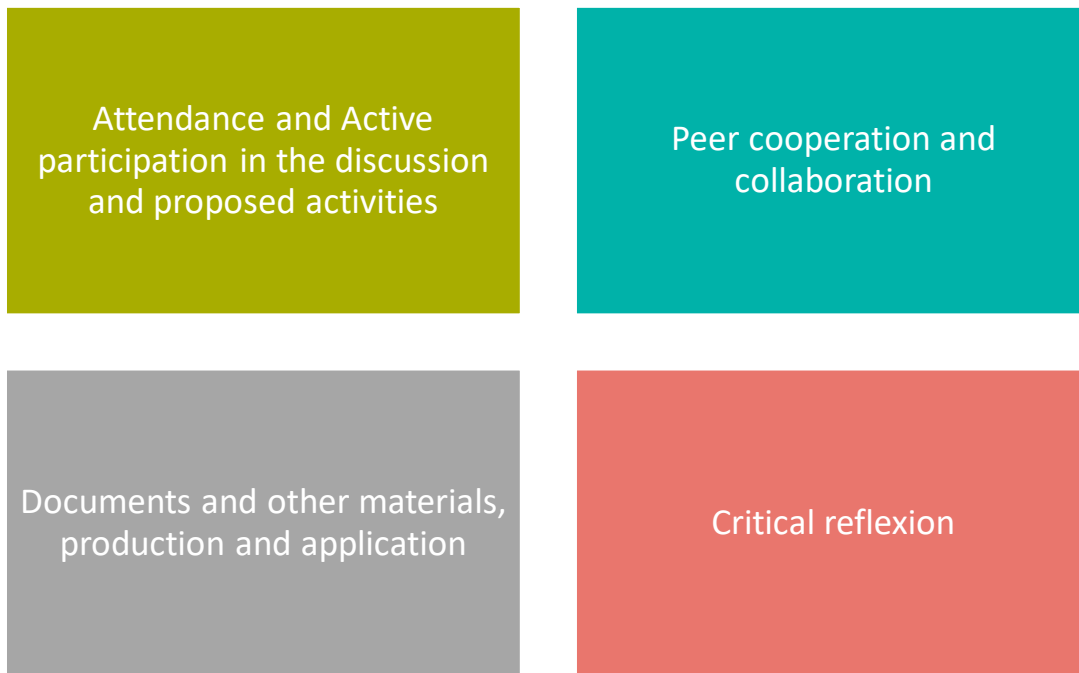 Attendance and Active
participation in the discussion
and proposed activities
Peer cooperation and
collaboration
Documents and other materials,
production and application
Critical reflexion